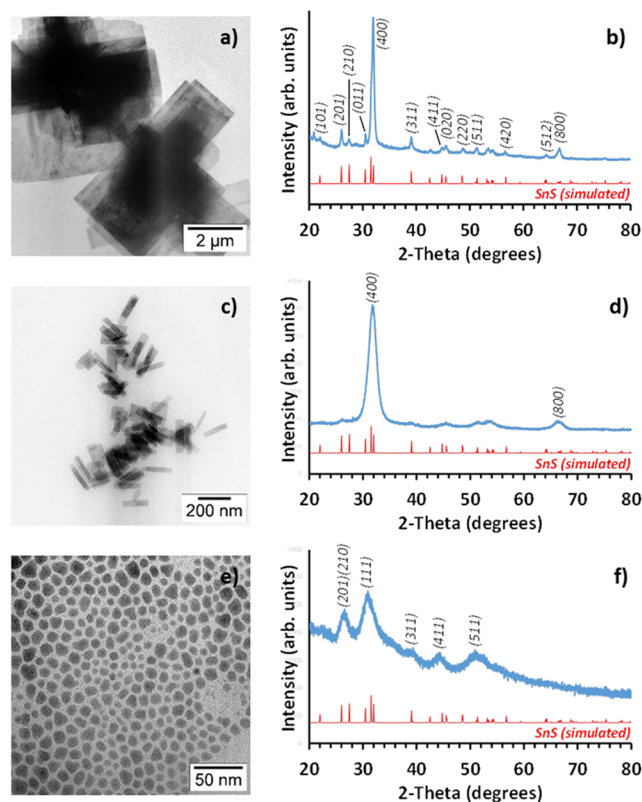 a)
2 μm
b)
Intensity (arb. units)
(101)
(201)
(210)
(011)
(400)
(311)
(411)
(020)
(220)
(511)
(420)
(512)
(800)
SnS (simulated)
20 30 40 50 60 70 80
2-Theta (degrees)
c)
200 nm
d)
Intensity (arb. units)
(400)
(800)
SnS (simulated)
20 30 40 50 60 70 80
2-Theta (degrees)
e)
50 nm
f)
Intensity (arb. units)
(201)(210)
(111)
(311)
(411)
(511)
SnS (simulated)
20 30 40 50 60 70 80
2-Theta (degrees)